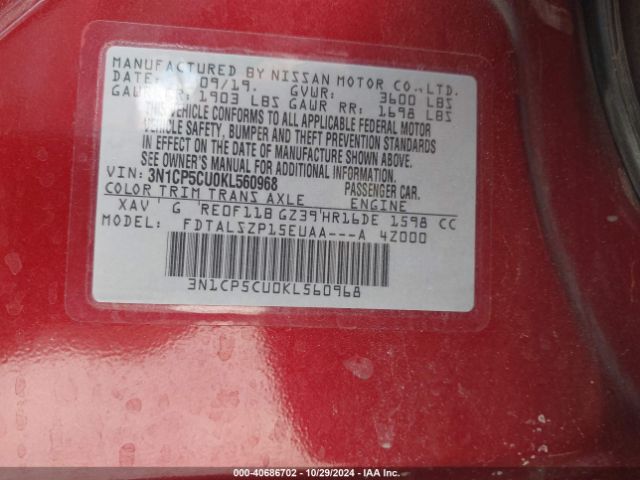 MANUFACTURED BY NISSAN MOTOR CO.,LTD.
DATE: 09/19. GVWR: 3600 LBS
GAWR FR: 1903 LBS GAWR RR: 1698 LBS
THIS VEHICLE CONFORMS TO ALL APPLICABLE FEDERAL MOTOR
VEHICLE SAFETY, BUMPER AND THEFT PREVENTION STANDARDS
IN EFFECT ON THE DATE OF MANUFACTURE SHOWN ABOVE.
SEE OWNER'S MANUAL FOR ADDITIONAL INFORMATION.
VIN: 3N1CP5CU0KL560968 PASSENGER CAR.
COLOR TRIM TRANS AXLE ENGINE
XAV G RE0F11B GZ39 HR16DE 1598 CC
MODEL: FDTALSZP15EUAA---A 4Z000
3N1CP5CU0KL560968
000-40686702 - 10/29/2024 - IAA Inc.